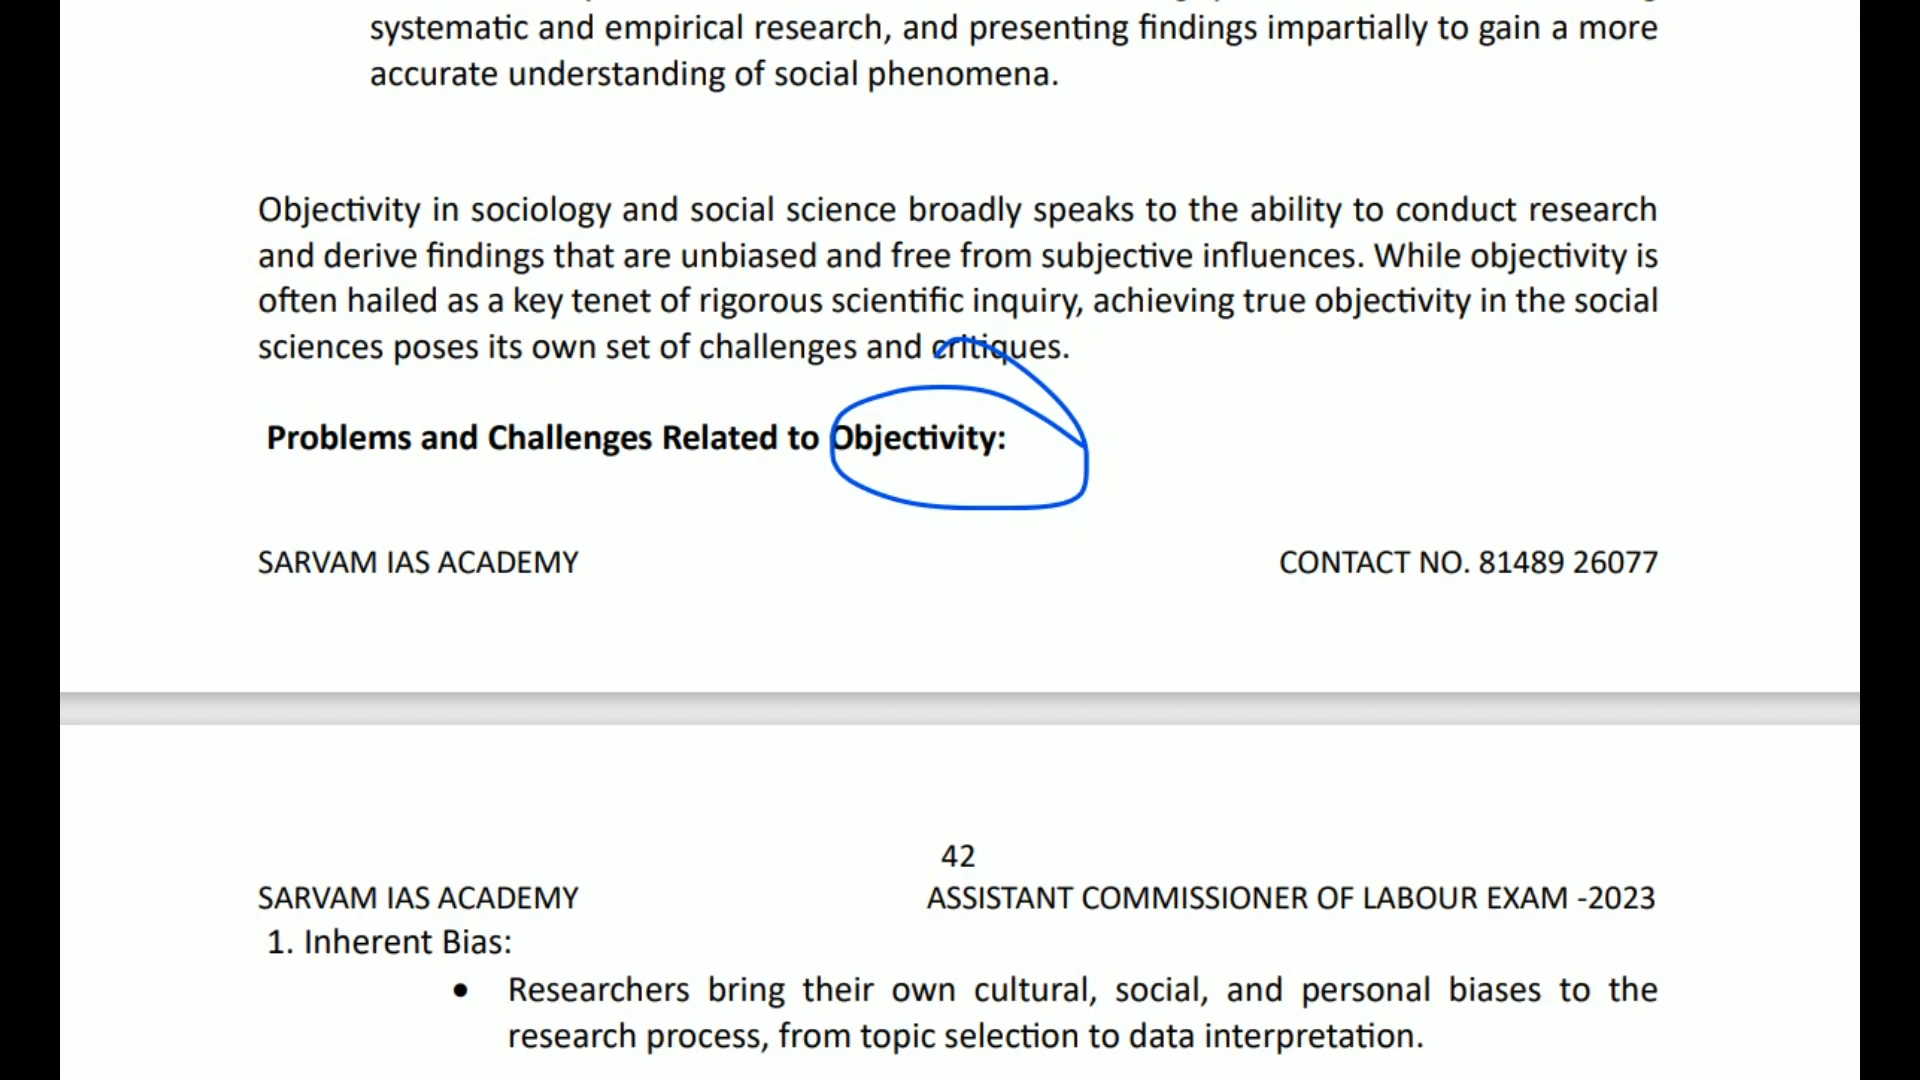 systematic and empirical research, and presenting findings impartially to gain a more
accurate understanding of social phenomena.
Objectivity in sociology and social science broadly speaks to the ability to conduct research
and derive findings that are unbiased and free from subjective influences. While objectivity is
often hailed as a key tenet of rigorous scientific inquiry, achieving true objectivity in the social
sciences poses its own set of challenges and critiques.
Problems and Challenges Related to Objectivity:
SARVAM IAS ACADEMY CONTACT NO. 81489 26077
42
SARVAM IAS ACADEMY ASSISTANT COMMISSIONER OF LABOUR EXAM -2023
1. Inherent Bias:
• Researchers bring their own cultural, social, and personal biases to the
research process, from topic selection to data interpretation.